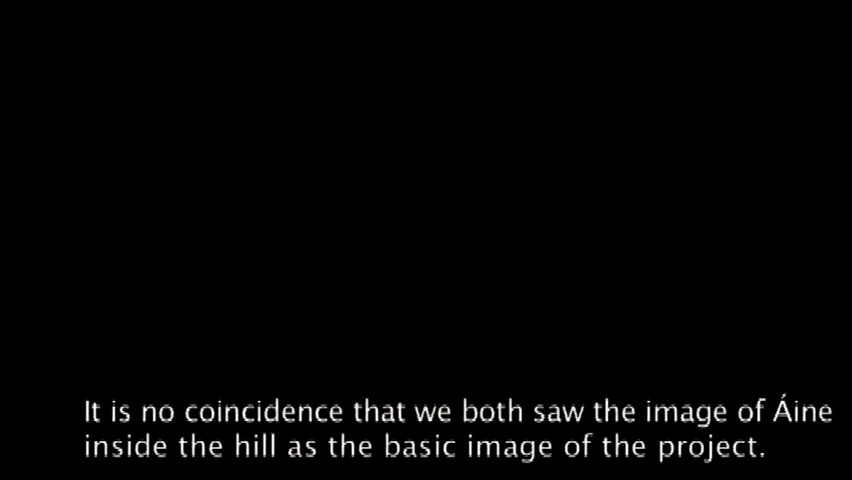 It is no coincidence that we both saw the image of Áine
inside the hill as the basic image of the project.